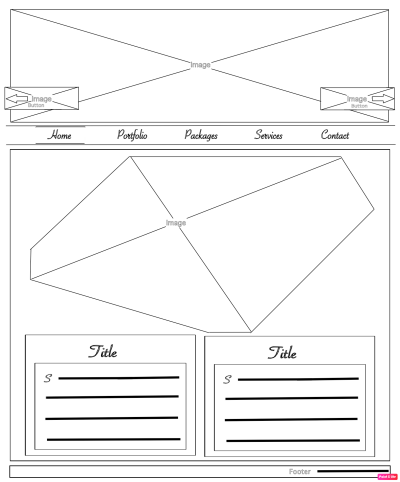 Image
Image
Button
Image
Button
Home Portfolio Packages Services Contact
Image
Title
S
Title
S
Footer